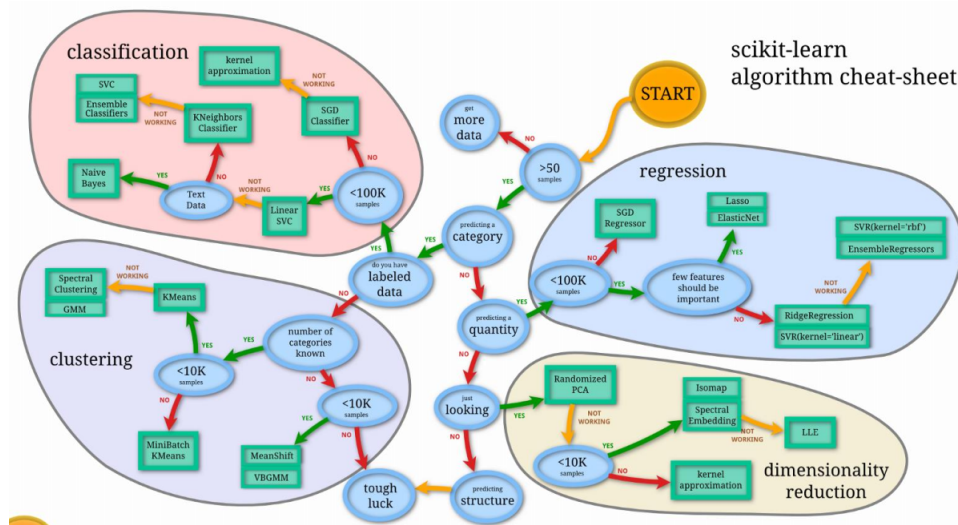 scikit-learn
algorithm cheat-sheet
START
classification
kernel
approximation
NOT
WORKING
SVC
Ensemble
Classifiers
NOT
WORKING
KNeighbors
Classifier
SGD
Classifier
NO
Naive
Bayes
YES
Text
Data
NO
NOT
WORKING
Linear
SVC
YES
<100K
samples
YES
get
more
data
NO
>50
samples
YES
predicting a
category
YES
do you have
labeled
data
NO
NO
predicting a
quantity
YES
NO
just
looking
YES
NO
predicting
structure
tough
luck
regression
SGD
Regressor
NO
<100K
samples
YES
Lasso
ElasticNet
YES
few features
should be
important
NO
SVR(kernel='rbf')
EnsembleRegressors
NOT
WORKING
RidgeRegression
SVR(kernel='linear')
clustering
Spectral
Clustering
GMM
NOT
WORKING
KMeans
YES
<10K
samples
YES
NO
number of
categories
known
NO
MiniBatch
KMeans
<10K
samples
YES
NO
MeanShift
VBGMM
Randomized
PCA
NOT
WORKING
<10K
samples
YES
NO
Isomap
Spectral
Embedding
NOT
WORKING
LLE
kernel
approximation
dimensionality
reduction